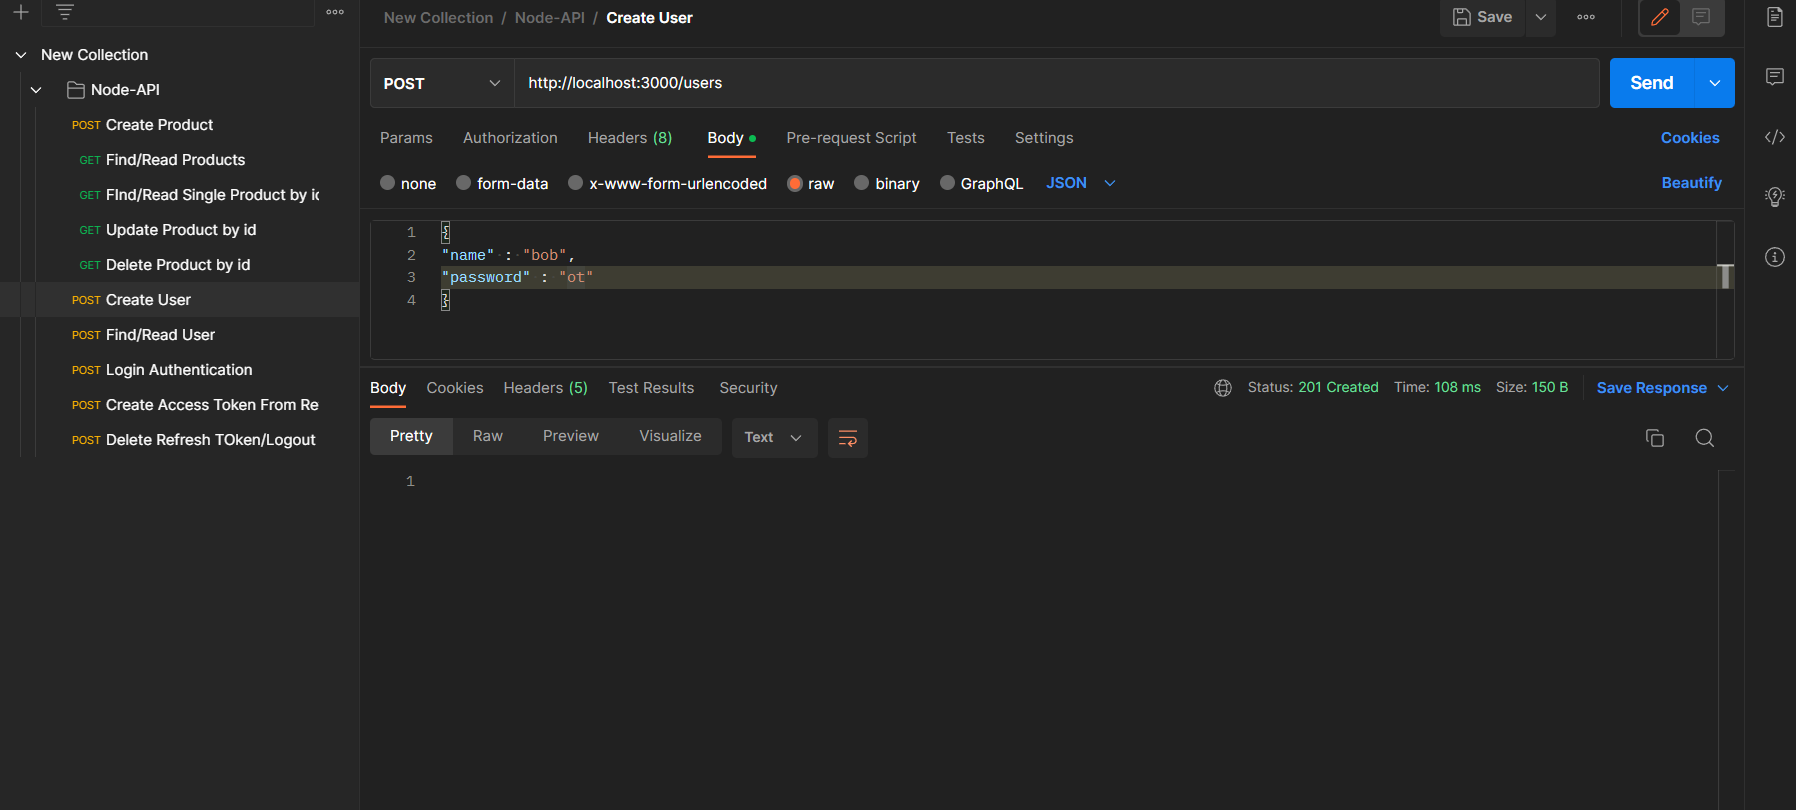 New Collection
Node-API
POST Create Product
GET Find/Read Products
GET FInd/Read Single Product by ic
GET Update Product by id
GET Delete Product by id
POST Create User
POST Find/Read User
POST Login Authentication
POST Create Access Token From Re
POST Delete Refresh TOken/Logout
New Collection / Node-API / Create User
Save
POST http://localhost:3000/users Send
Params Authorization Headers (8) Body Pre-request Script Tests Settings Cookies
none form-data x-www-form-urlencoded raw binary GraphQL JSON Beautify
1 {
2 "name" : "bob",
3 "password" : "ot"
4 }
Body Cookies Headers (5) Test Results Security Status: 201 Created Time: 108 ms Size: 150 B Save Response
Pretty Raw Preview Visualize Text
1